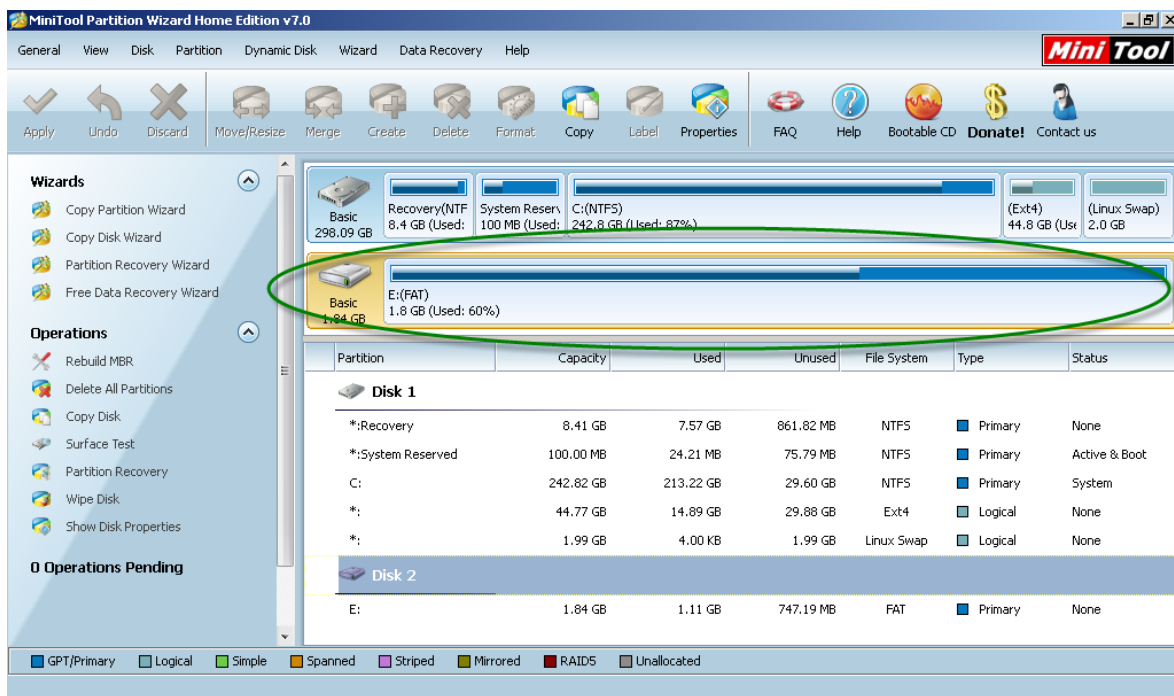 MiniTool Partition Wizard Home Edition v7.0
General View Disk Partition Dynamic Disk Wizard Data Recovery Help
Mini Tool
Apply Undo Discard Move/Resize Merge Create Delete Format Copy Label Properties FAQ Help Bootable CD Donate! Contact us
Wizards
Copy Partition Wizard
Copy Disk Wizard
Partition Recovery Wizard
Free Data Recovery Wizard
Operations
Rebuild MBR
Delete All Partitions
Copy Disk
Surface Test
Partition Recovery
Wipe Disk
Show Disk Properties
0 Operations Pending
Basic
298.09 GB
Recovery(NTF
8.4 GB (Used:
System Reserv
100 MB (Used:
C:(NTFS)
242.8 GB (Used: 87%)
(Ext4)
44.8 GB (Use
(Linux Swap)
2.0 GB
Basic
1.84 GB
E:(FAT)
1.8 GB (Used: 60%)
Partition Capacity Used Unused File System Type Status
Disk 1
*:Recovery 8.41 GB 7.57 GB 861.82 MB NTFS Primary None
*:System Reserved 100.00 MB 24.21 MB 75.79 MB NTFS Primary Active & Boot
C: 242.82 GB 213.22 GB 29.60 GB NTFS Primary System
*: 44.77 GB 14.89 GB 29.88 GB Ext4 Logical None
*: 1.99 GB 4.00 KB 1.99 GB Linux Swap Logical None
Disk 2
E: 1.84 GB 1.11 GB 747.19 MB FAT Primary None
GPT/Primary Logical Simple Spanned Striped Mirrored RAID5 Unallocated